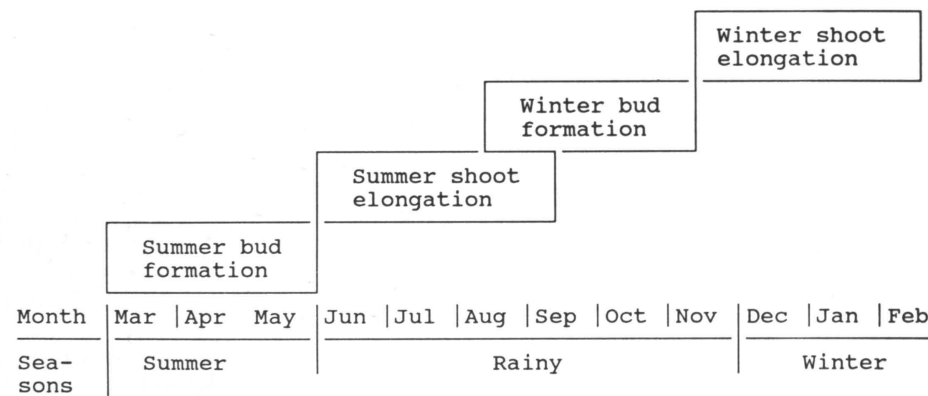 Winter shoot
elongation
Winter bud
formation
Summer shoot
elongation
Summer bud
formation
Month Mar Apr May Jun Jul Aug Sep Oct Nov Dec Jan Feb
Sea- Summer Rainy Winter
sons